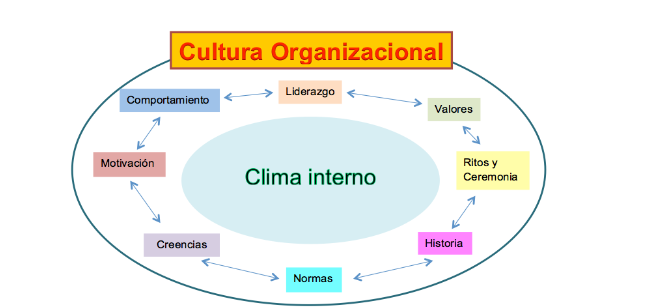 Cultura Organizacional
Liderazgo
Comportamiento
Valores
Motivación
Clima interno
Ritos y
Ceremonia
Creencias
Historia
Normas